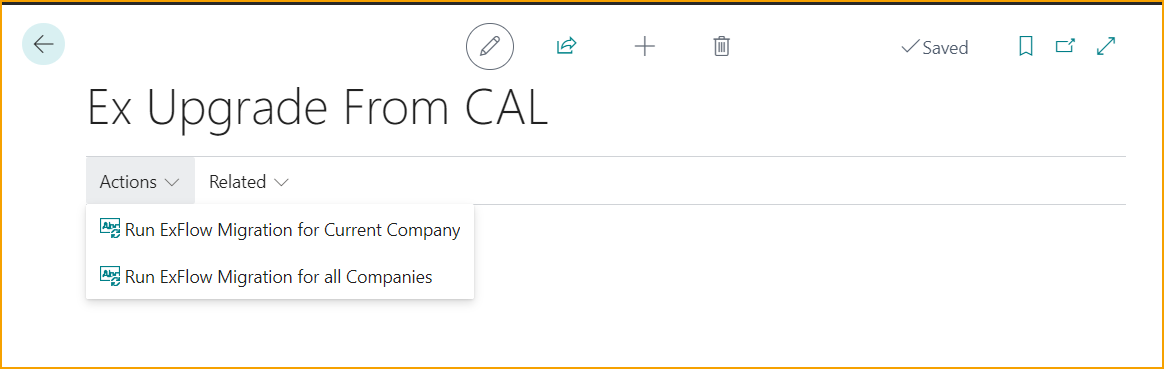 Saved
Ex Upgrade From CAL
Actions Related
Run ExFlow Migration for Current Company
Run ExFlow Migration for all Companies